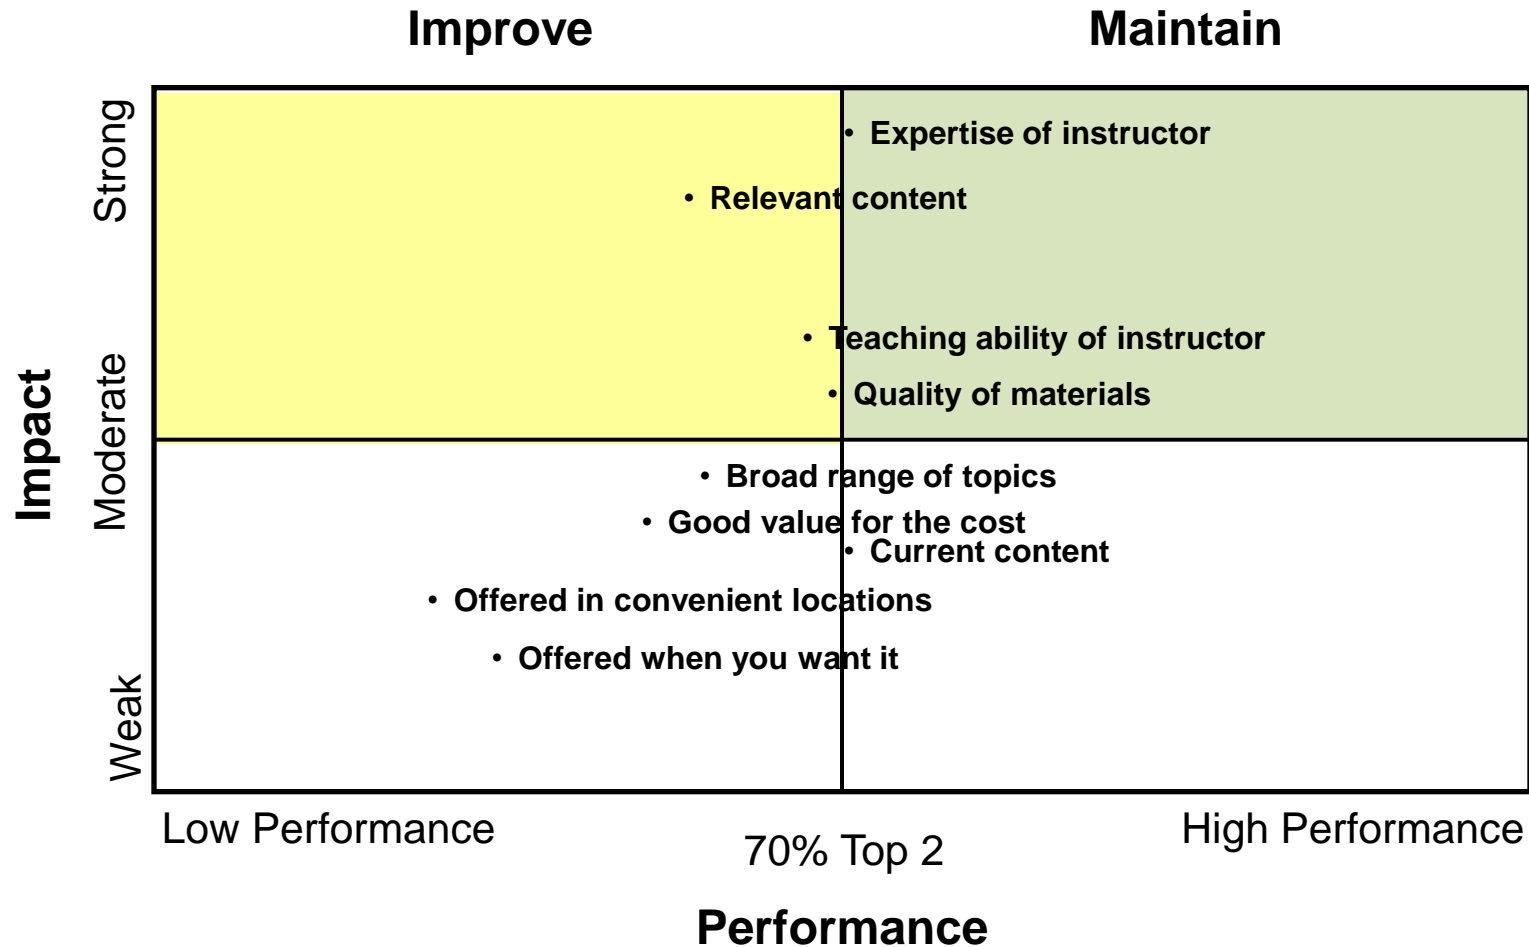 Improve
Maintain
Strong
• Expertise of instructor
• Relevant content
• Teaching ability of instructor
Impact
Moderate
• Quality of materials
• Broad range of topics
• Good value for the cost
• Current content
• Offered in convenient locations
• Offered when you want it
Weak
Low Performance
70% Top 2
High Performance
Performance